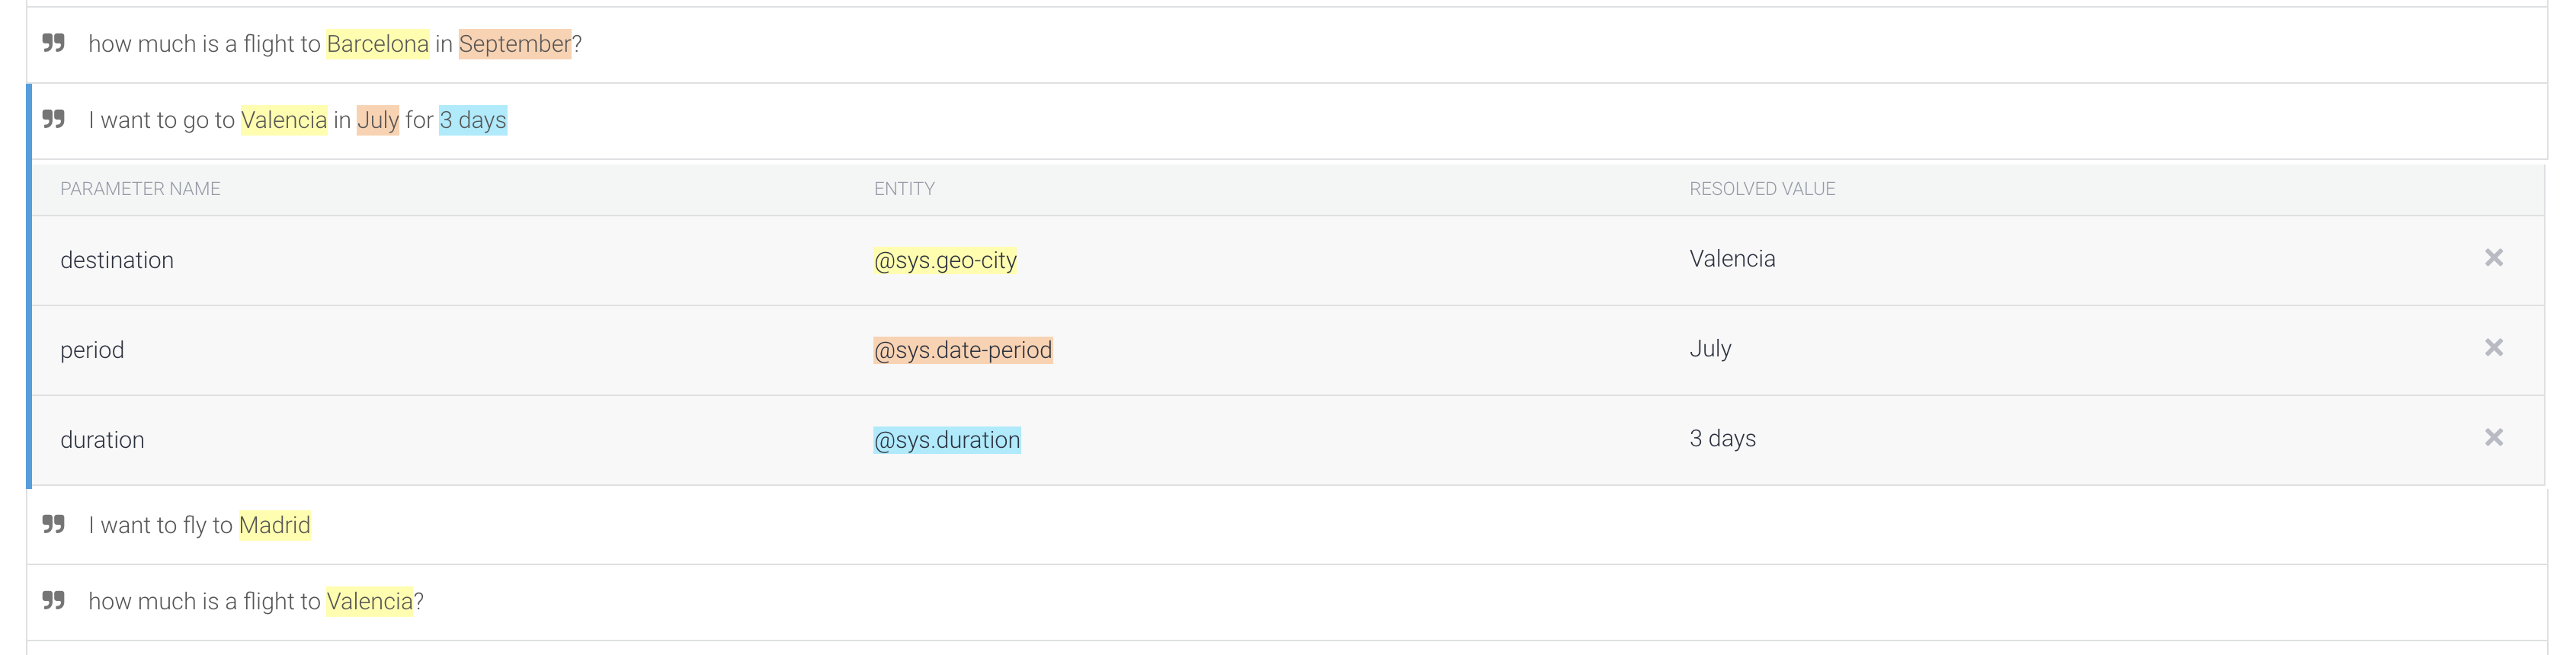 how much is a flight to Barcelona in September?
I want to go to Valencia in July for 3 days
PARAMETER NAME ENTITY RESOLVED VALUE
destination @sys.geo-city Valencia
period @sys.date-period July
duration @sys.duration 3 days
I want to fly to Madrid
how much is a flight to Valencia?